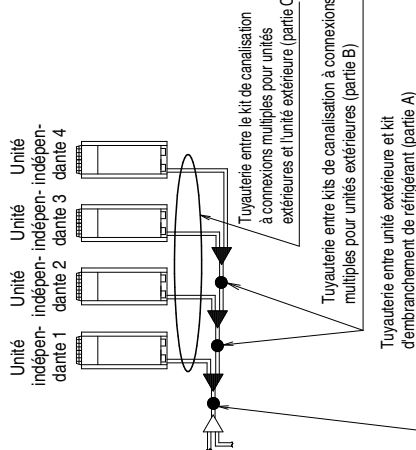 Unité
indépen-
dante 1
Unité
indépen-
dante 2
Unité
indépen-
dante 3
Unité
indépen-
dante 4
Tuyauterie entre le kit de canalisation
à connexions multiples pour unités
extérieures et l'unité extérieure (partie C
Tuyauterie entre kits de canalisation à connexions
multiples pour unités extérieures (partie B)
Tuyauterie entre unité extérieure et kit
d'embranchement de réfrigérant (partie A)